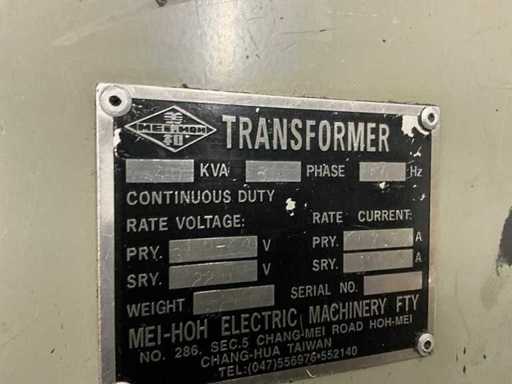 MEI HOH
TRANSFORMER
KVA PHASE Hz
CONTINUOUS DUTY
RATE VOLTAGE: RATE CURRENT:
PRY. V PRY. A
SRY. V SRY. A
WEIGHT SERIAL NO.
MEI-HOH ELECTRIC MACHINERY FTY
NO. 286, SEC.5 CHANG-MEI ROAD HOH-MEI
CHANG-HUA TAIWAN
TEL:(047)556976•552140